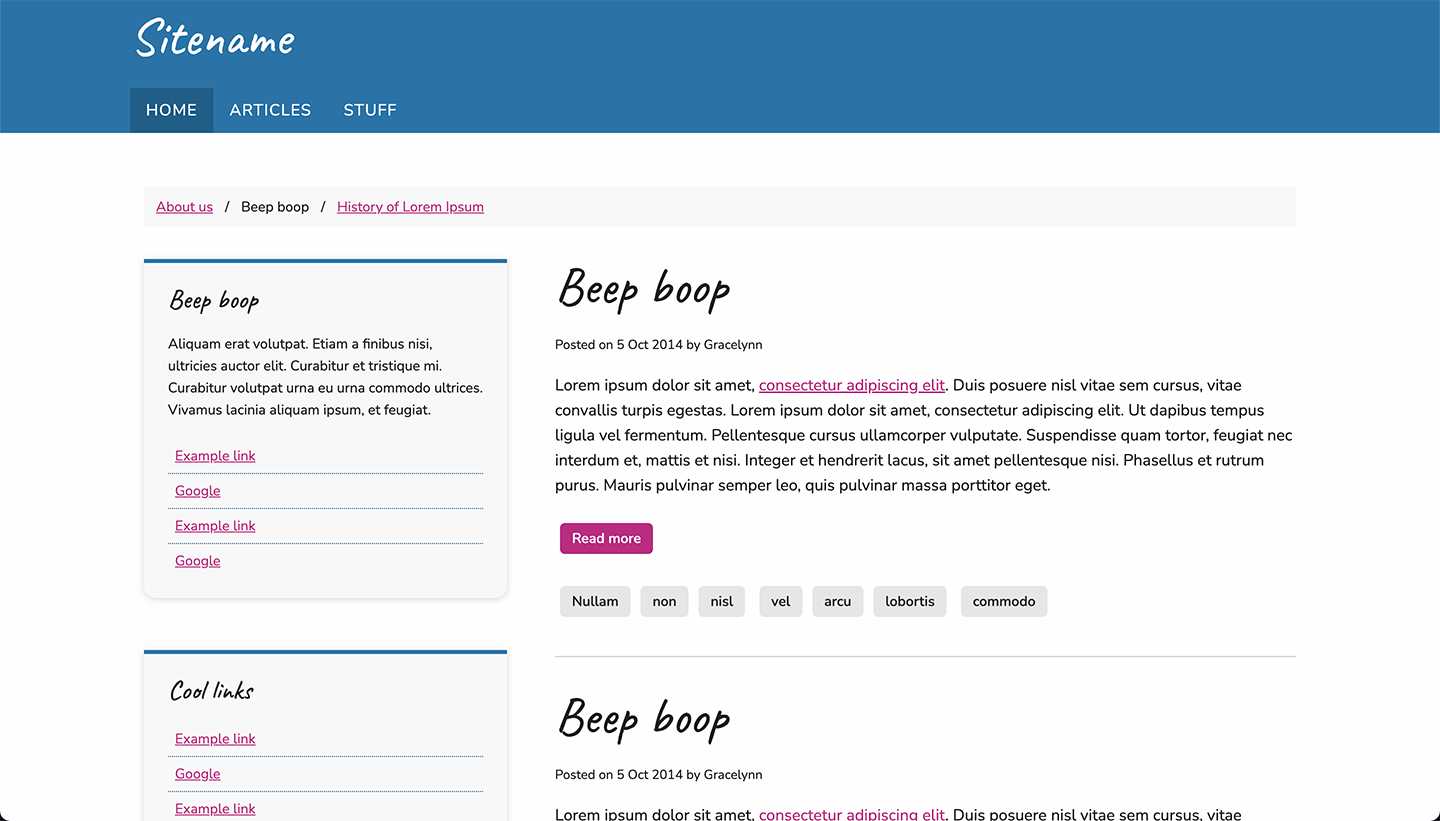 Sitename
HOME ARTICLES STUFF
About us / Beep boop / History of Lorem Ipsum
Beep boop
Aliquam erat volutpat. Etiam a finibus nisi,
ultricies auctor elit. Curabitur et tristique mi.
Curabitur volutpat urna eu urna commodo ultrices.
Vivamus lacinia aliquam ipsum, et feugiat.
Example link
Google
Example link
Google
Cool links
Example link
Google
Example link
Beep boop
Posted on 5 Oct 2014 by Gracelynn
Lorem ipsum dolor sit amet, consectetur adipiscing elit. Duis posuere nisl vitae sem cursus, vitae
convallis turpis egestas. Lorem ipsum dolor sit amet, consectetur adipiscing elit. Ut dapibus tempus
ligula vel fermentum. Pellentesque cursus ullamcorper vulputate. Suspendisse quam tortor, feugiat nec
interdum et, mattis et nisi. Integer et hendrerit lacus, sit amet pellentesque nisi. Phasellus et rutrum
purus. Mauris pulvinar semper leo, quis pulvinar massa porttitor eget.
Read more
Nullam non nisl vel arcu lobortis commodo
Beep boop
Posted on 5 Oct 2014 by Gracelynn
Lorem ipsum dolor sit amet, consectetur adipiscing elit. Duis posuere nisl vitae sem cursus, vitae